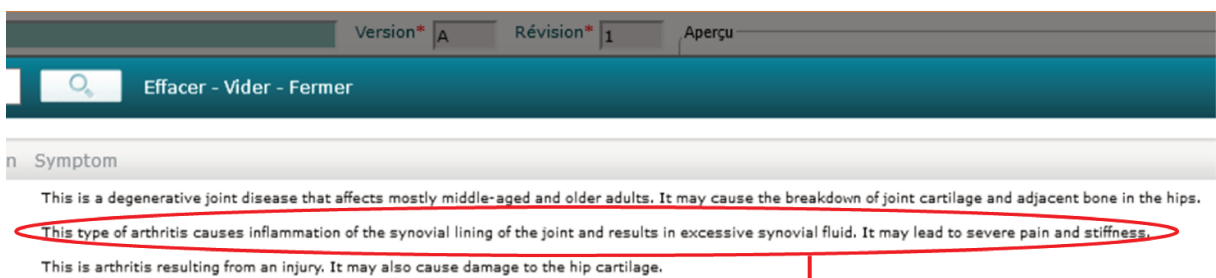 Version* A Révision* 1 Aperçu
Effacer - Vider - Fermer
n Symptom
This is a degenerative joint disease that affects mostly middle-aged and older adults. It may cause the breakdown of joint cartilage and adjacent bone in the hips.
This type of arthritis causes inflammation of the synovial lining of the joint and results in excessive synovial fluid. It may lead to severe pain and stiffness.
This is arthritis resulting from an injury. It may also cause damage to the hip cartilage.